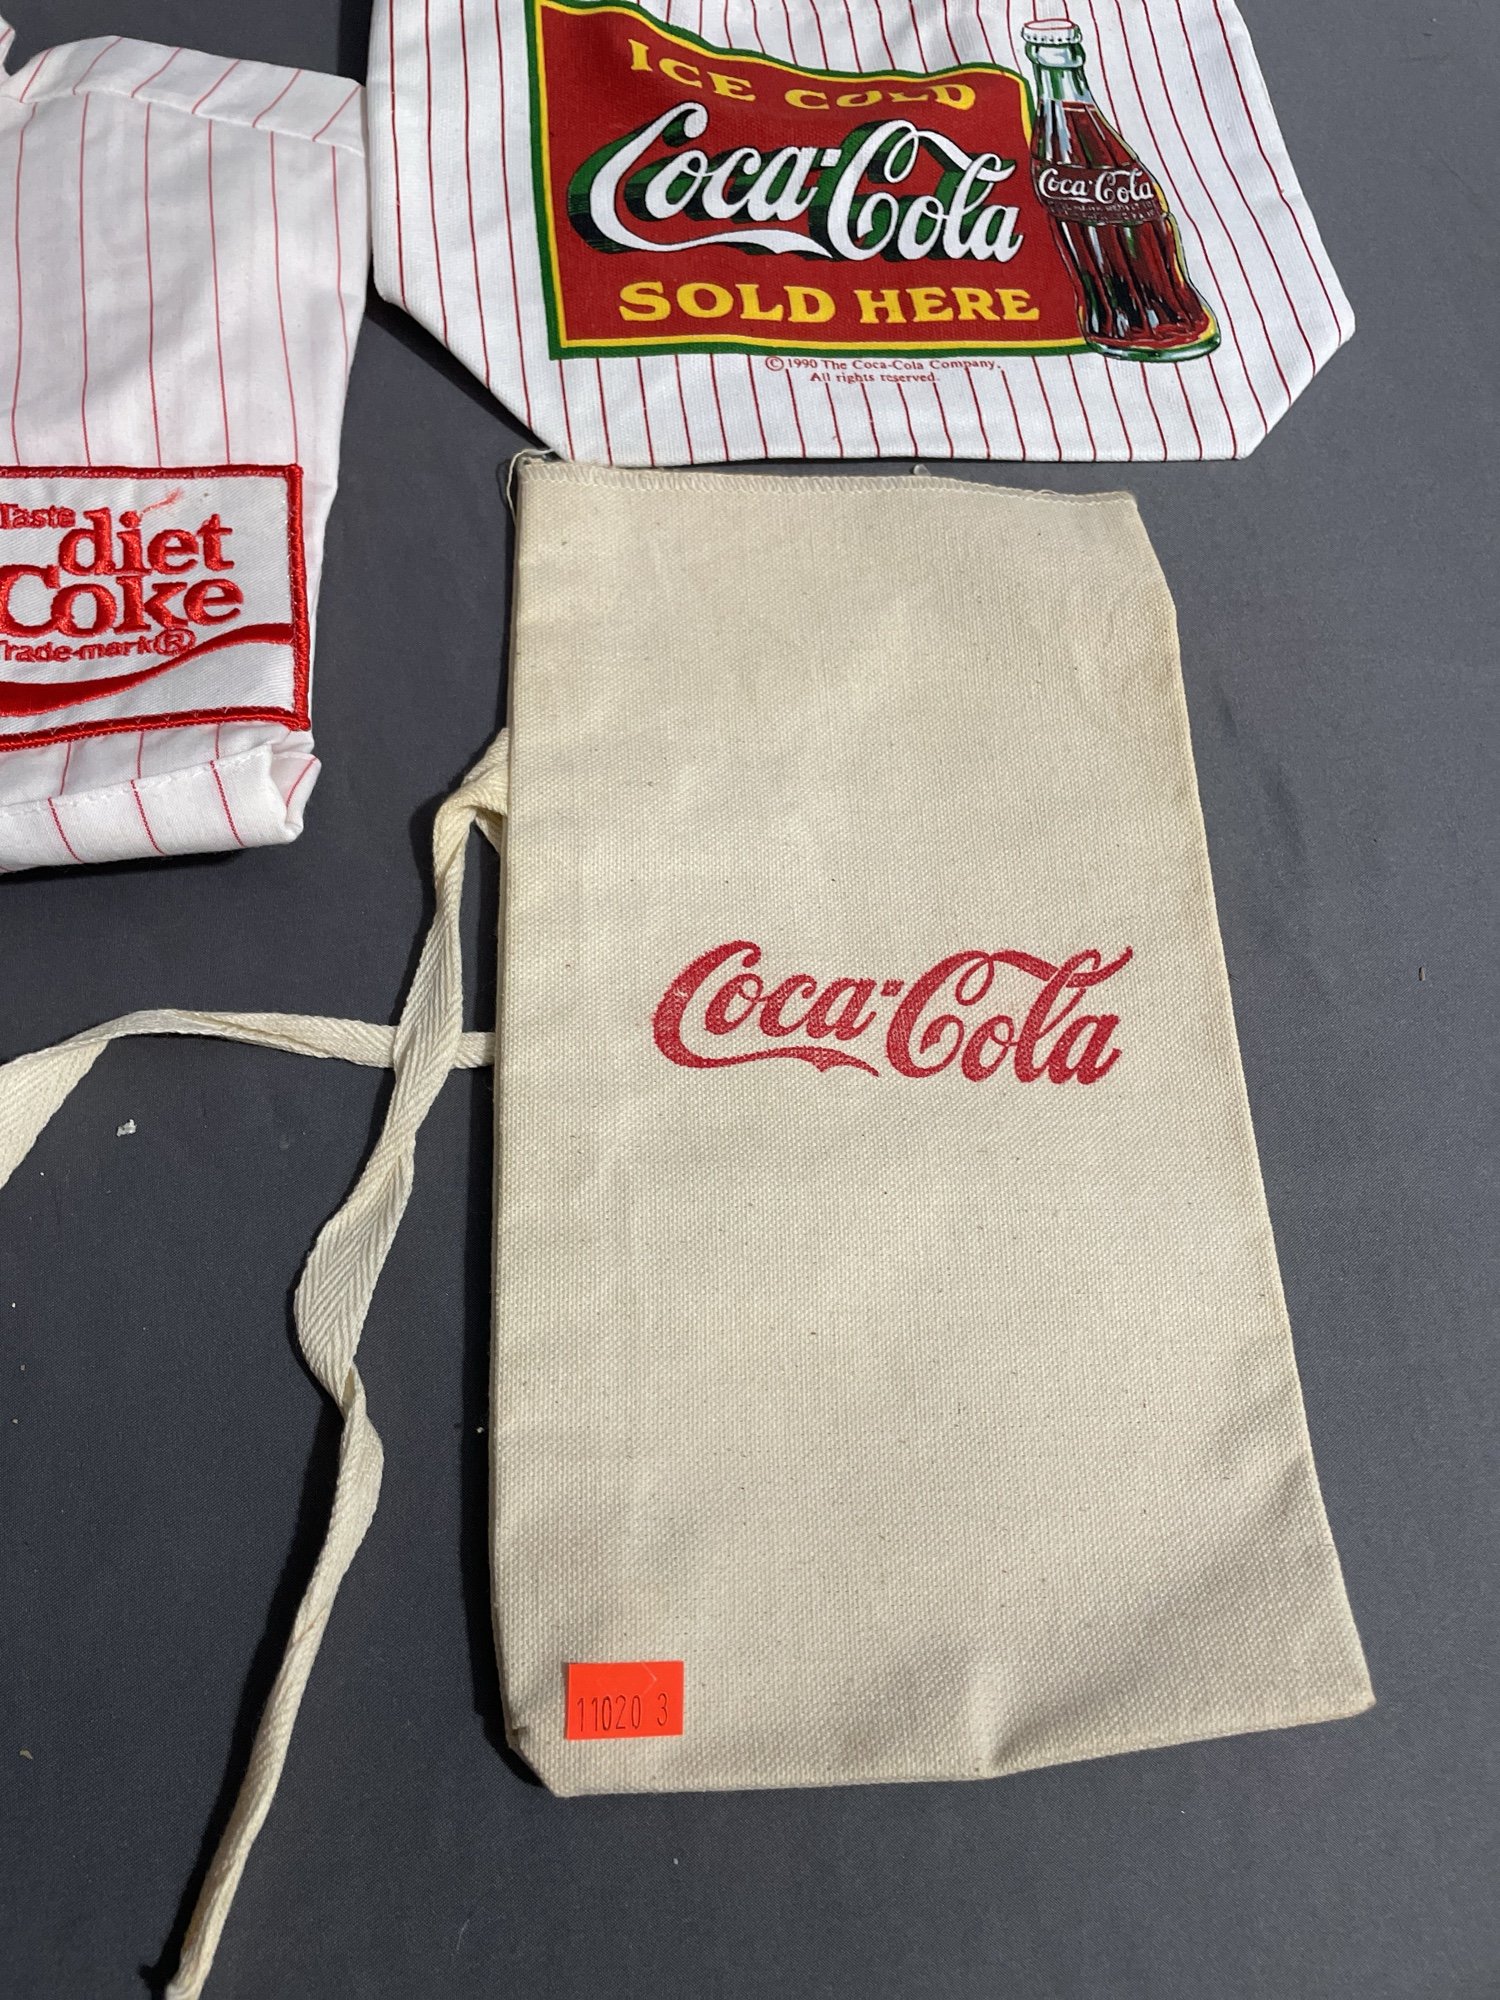 ICE COLD
Coca-Cola
SOLD HERE
Coca-Cola
© 1990 The Coca-Cola Company.
All rights reserved.
Taste
diet
Coke
Trade-mark®
Coca-Cola
11020 3